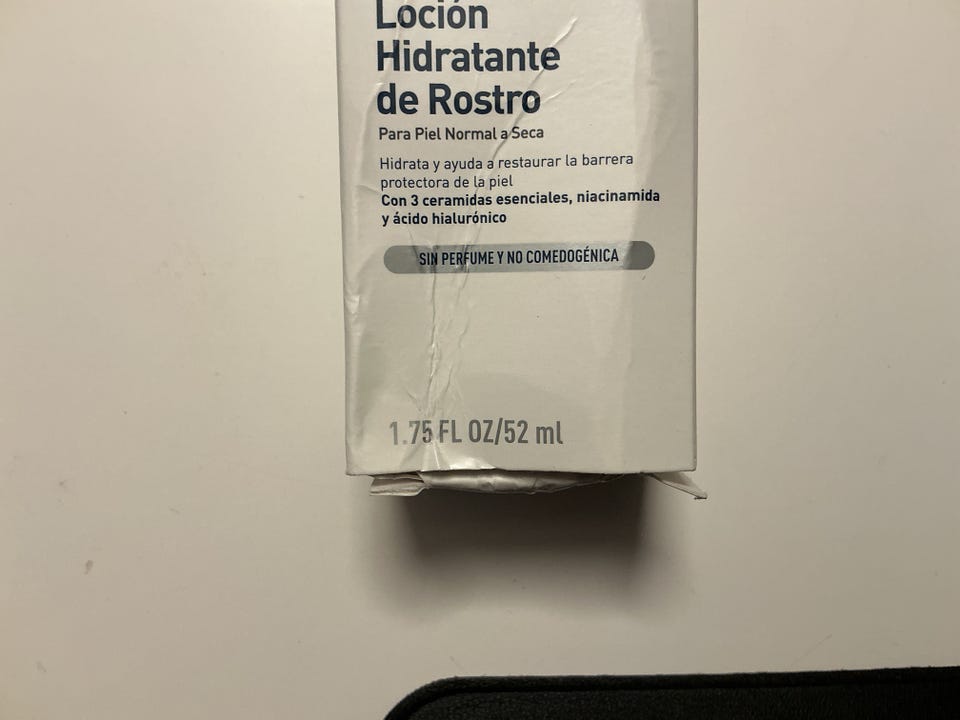 Loción
Hidratante
de Rostro
Para Piel Normal a Seca
Hidrata y ayuda a restaurar la barrera
protectora de la piel
Con 3 ceramidas esenciales, niacinamida
y ácido hialurónico
SIN PERFUME Y NO COMEDOGÉNICA
1.75 FL OZ/52 ml